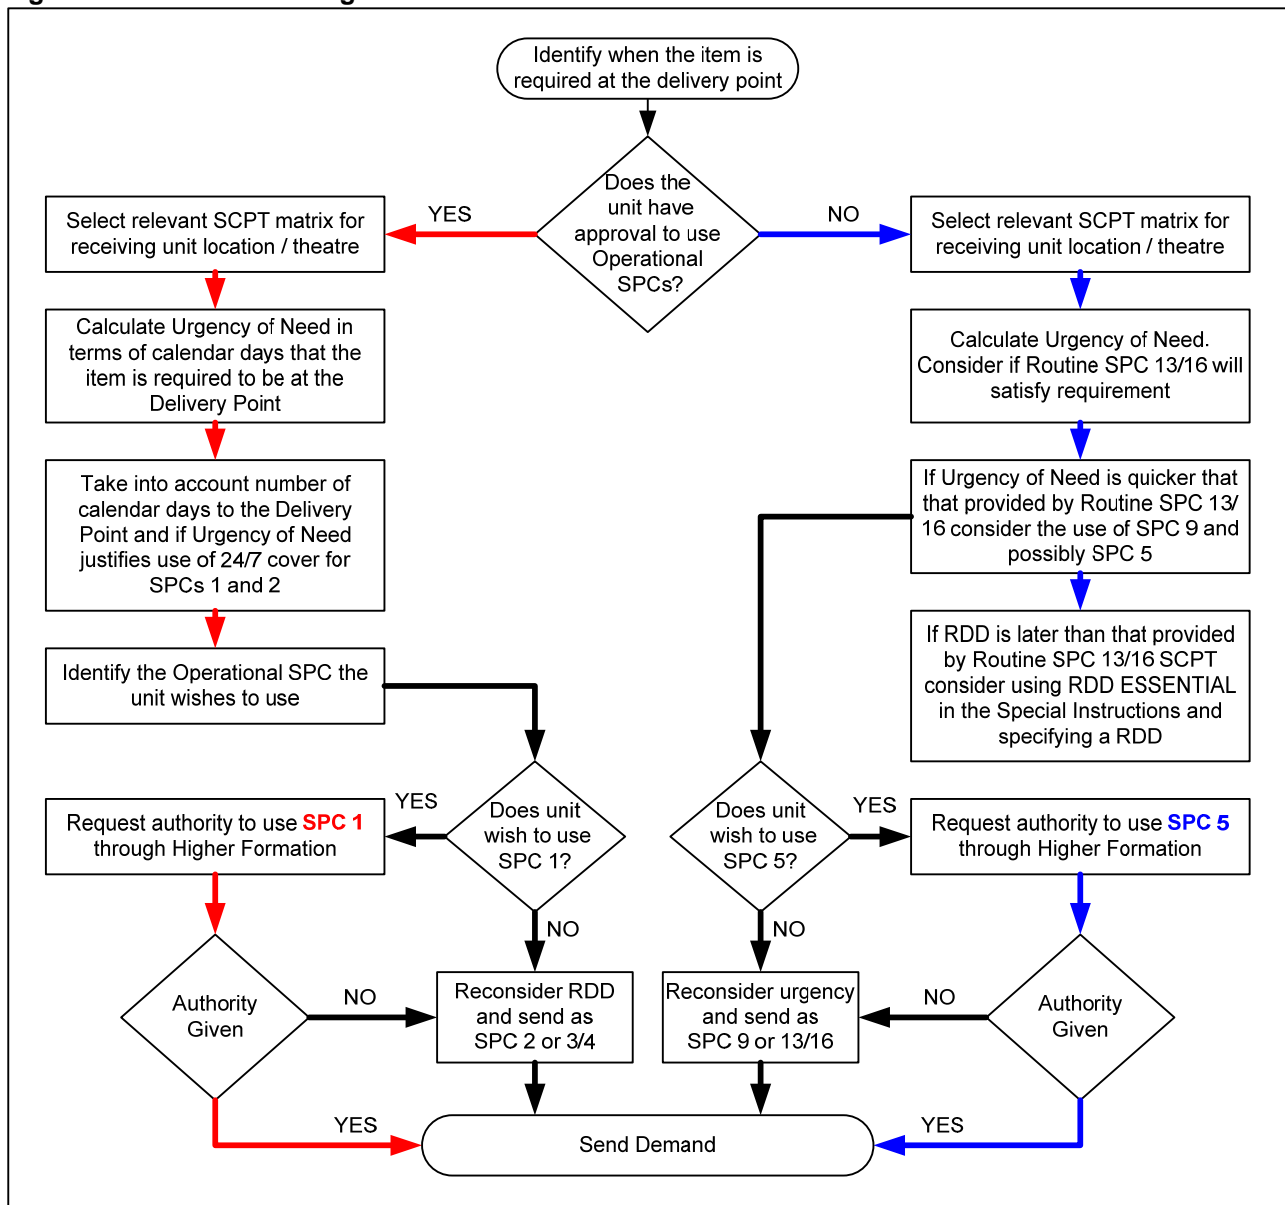 Identify when the item is
required at the delivery point
Does the
unit have
approval to use
Operational
SPCs?
YES
NO
Select relevant SCPT matrix for
receiving unit location / theatre
Calculate Urgency of Need in
terms of calendar days that the
item is required to be at the
Delivery Point
Take into account number of
calendar days to the Delivery
Point and if Urgency of Need
justifies use of 24/7 cover for
SPCs 1 and 2
Identify the Operational SPC the
unit wishes to use
Select relevant SCPT matrix for
receiving unit location / theatre
Calculate Urgency of Need.
Consider if Routine SPC 13/16 will
satisfy requirement
If Urgency of Need is quicker that
that provided by Routine SPC 13/
16 consider the use of SPC 9 and
possibly SPC 5
If RDD is later than that provided
by Routine SPC 13/16 SCPT
consider using RDD ESSENTIAL
in the Special Instructions and
specifying a RDD
Does unit
wish to use
SPC 1?
YES
NO
Request authority to use SPC 1
through Higher Formation
Authority
Given
NO
YES
Reconsider RDD
and send as
SPC 2 or 3/4
Does unit
wish to use
SPC 5?
YES
NO
Request authority to use SPC 5
through Higher Formation
Authority
Given
NO
YES
Reconsider urgency
and send as
SPC 9 or 13/16
Send Demand